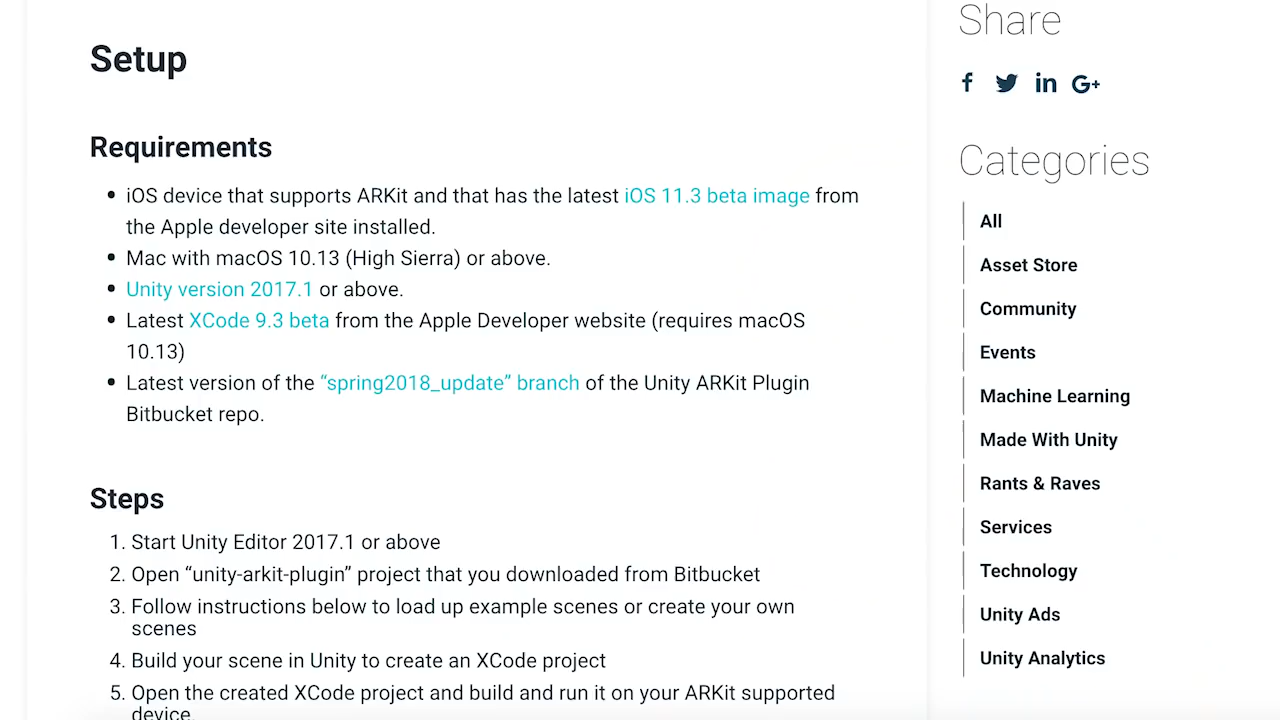 Setup
Requirements
• iOS device that supports ARKit and that has the latest iOS 11.3 beta image from
the Apple developer site installed.
• Mac with macOS 10.13 (High Sierra) or above.
• Unity version 2017.1 or above.
• Latest XCode 9.3 beta from the Apple Developer website (requires macOS
10.13)
• Latest version of the “spring2018_update” branch of the Unity ARKit Plugin
Bitbucket repo.
Steps
1. Start Unity Editor 2017.1 or above
2. Open “unity-arkit-plugin” project that you downloaded from Bitbucket
3. Follow instructions below to load up example scenes or create your own
scenes
4. Build your scene in Unity to create an XCode project
5. Open the created XCode project and build and run it on your ARKit supported
device.
Share
f in G+
Categories
All
Asset Store
Community
Events
Machine Learning
Made With Unity
Rants & Raves
Services
Technology
Unity Ads
Unity Analytics